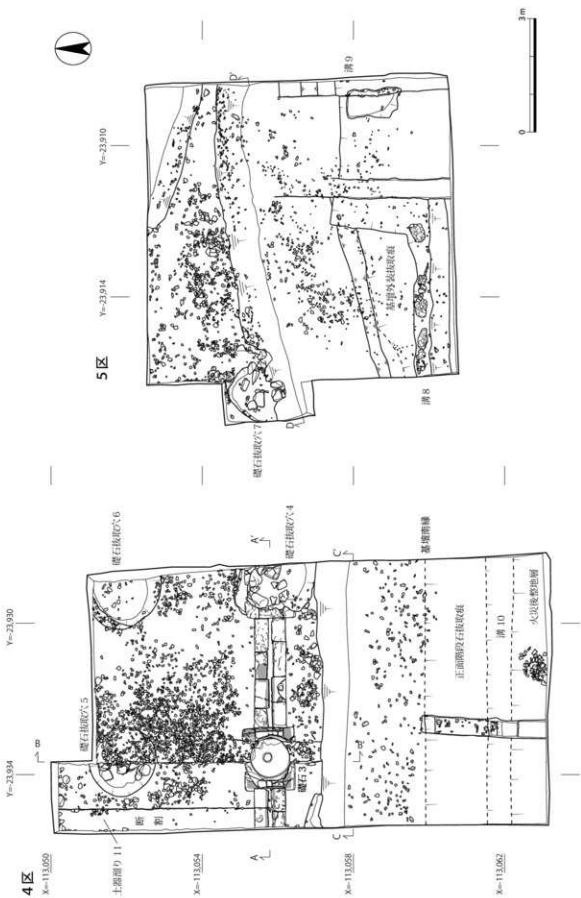 5区
Y=-23,914
Y=-23,910
礎石抜取穴7
D
D'
基壇外装抜取痕
溝8
溝9
0
3m
4区
Y=-23,934
Y=-23,930
X=-113,050
X=-113,054
X=-113,058
X=-113,062
B
礎石抜取穴5
礎石抜取穴6
土器溜り11
断割
A
A'
礎石3
礎石抜取穴4
B'
C
C'
基壇南縁
正面階段石抜取痕
溝10
火災後整地層